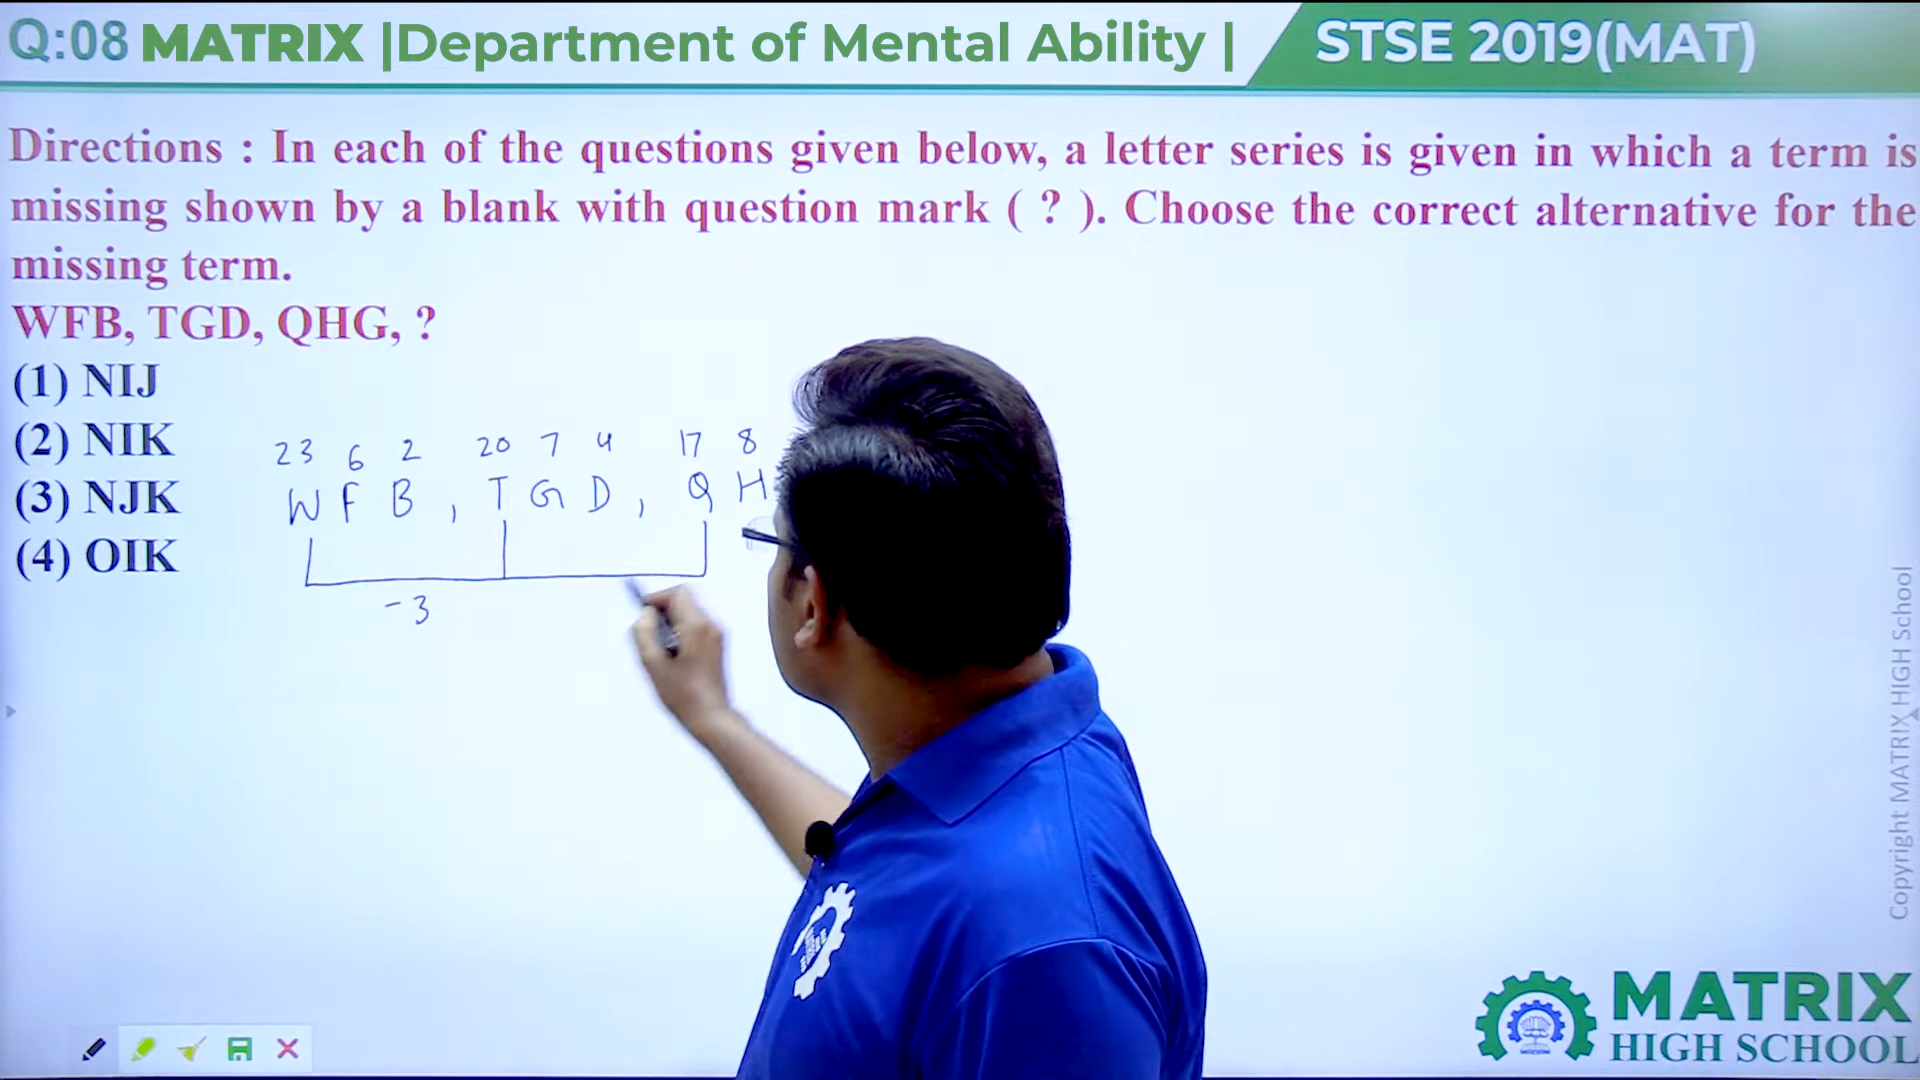 Q:08 MATRIX |Department of Mental Ability | STSE 2019(MAT)
Directions : In each of the questions given below, a letter series is given in which a term is
missing shown by a blank with question mark ( ? ). Choose the correct alternative for the
missing term.
WFB, TGD, QHG, ?
(1) NIJ
(2) NIK
(3) NJK
(4) OIK
23 6 2 20 7 4 17 8
W F B , T G D , Q H
-3
Copyright MATRIX HIGH School
MATRIX
HIGH SCHOOL